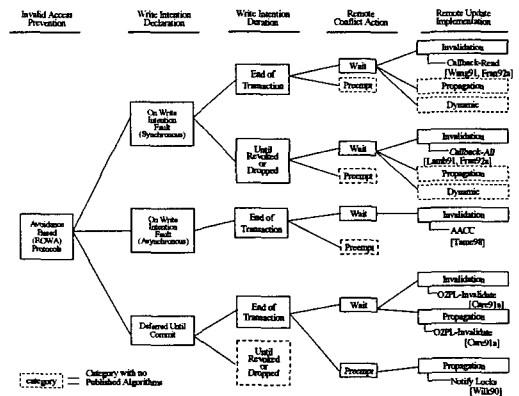 Invalid Access
Prevention
Write Intention
Declaration
Write Intention
Duration
Remote
Conflict Action
Remote Update
Implementation
Avoidance
Based
(ROWA)
Protocols
On Write
Intention
Fault
(Synchronous)
End of
Transaction
Wait
Invalidation
Callback-Read
[Wang91, Fran92a]
Propagation
Dynamic
Preempt
Until
Revoked
or
Dropped
Wait
Invalidation
Callback-All
[Lamb91, Fran92a]
Propagation
Dynamic
Preempt
On Write
Intention
Fault
(Asynchronous)
End of
Transaction
Wait
Invalidation
AACC
Preempt
Deferred Until
Commit
End of
Transaction
Wait
Invalidation
O2PL-Invalidate
[Care91a]
Propagation
O2PL-Invalidate
[Care91a]
Until
Revoked
or
Dropped
Preempt
Propagation
Notify Locks
[Wilk90]
category = Category with no
Published Algorithms